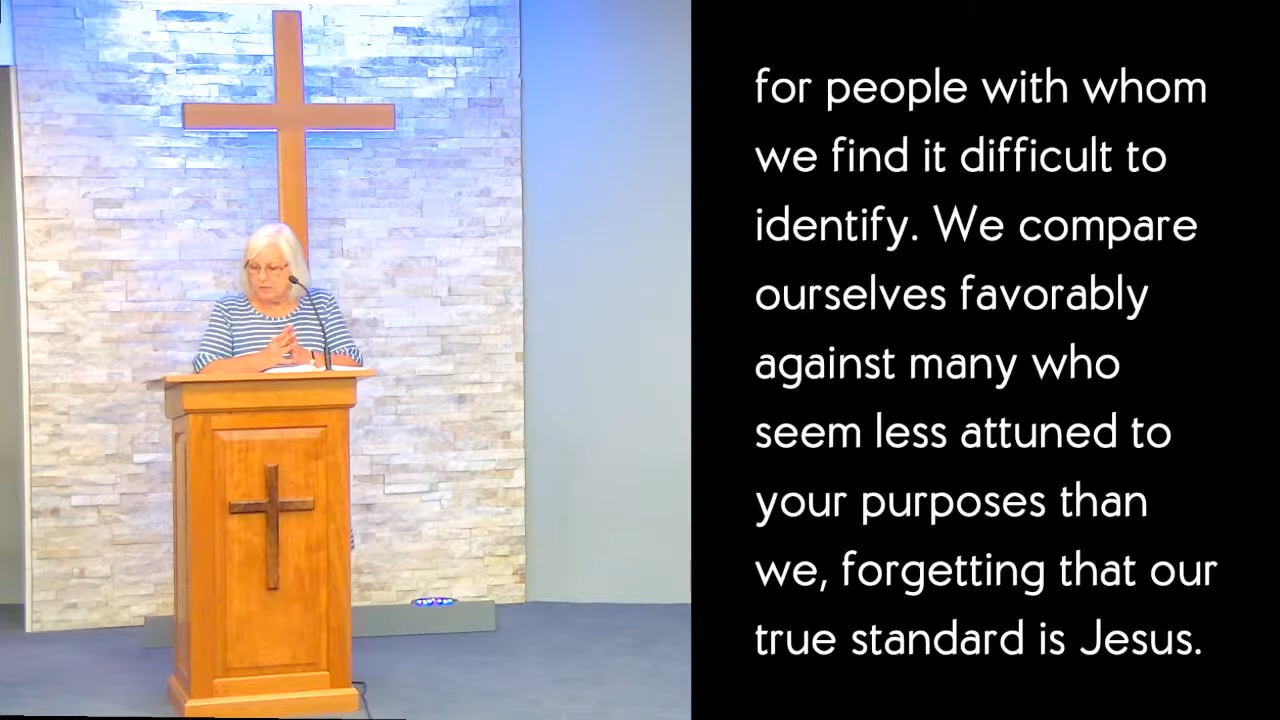 for people with whom
we find it difficult to
identify. We compare
ourselves favorably
against many who
seem less attuned to
your purposes than
we, forgetting that our
true standard is Jesus.